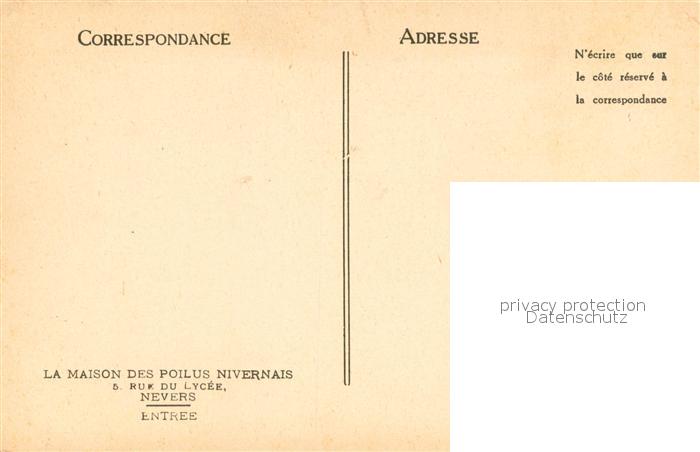 CORRESPONDANCE
ADRESSE
N'écrire que sur
le côté réservé à
la correspondance
LA MAISON DES POILUS NIVERNAIS
5. RUE DU LYCÉE,
NEVERS
ENTREE
privacy protection
Datenschutz